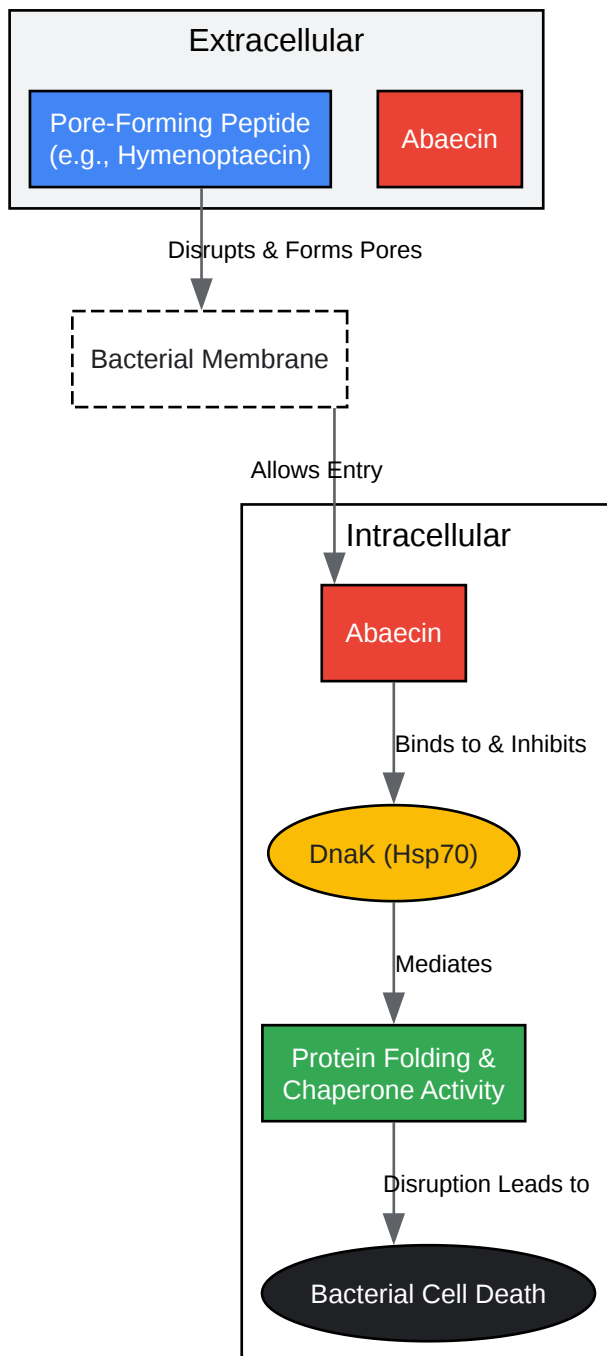 Extracellular
Pore-Forming Peptide
(e.g., Hymenoptaecin)
Abaecin
Disrupts & Forms Pores
Bacterial Membrane
Allows Entry
Intracellular
Abaecin
Binds to & Inhibits
DnaK (Hsp70)
Mediates
Protein Folding &
Chaperone Activity
Disruption Leads to
Bacterial Cell Death